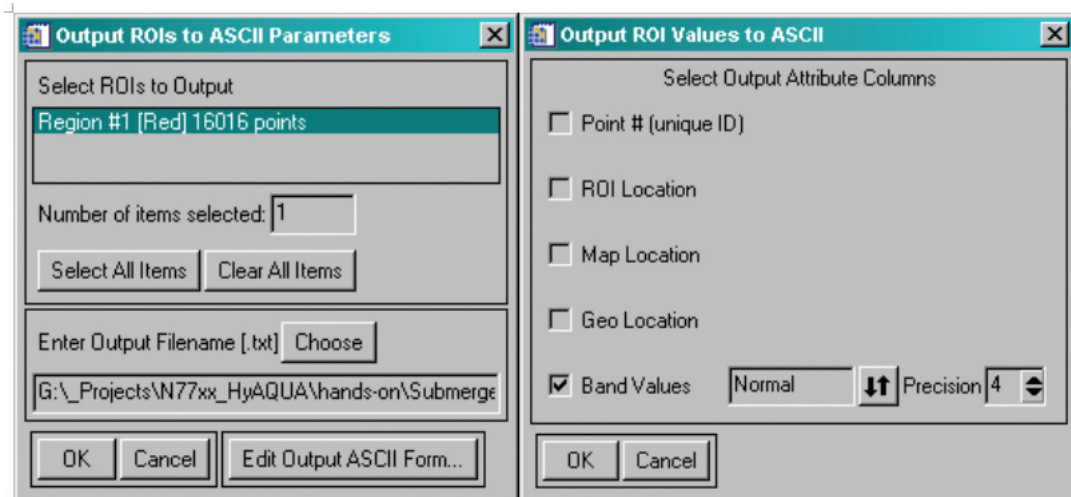 Output ROIs to ASCII Parameters
Select ROIs to Output
Region #1 [Red] 16016 points
Number of items selected: 1
Select All Items Clear All Items
Enter Output Filename [.txt] Choose
G:\_Projects\N77xx_HyAQUA\hands-on\Submerge
OK Cancel Edit Output ASCII Form...
Output ROI Values to ASCII
Select Output Attribute Columns
Point # (unique ID)
ROI Location
Map Location
Geo Location
Band Values Normal Precision 4
OK Cancel